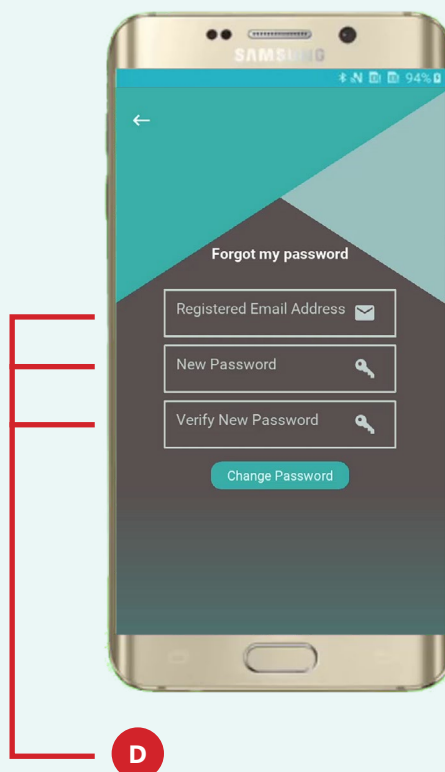 SAMSUNG
94%
Forgot my password
Registered Email Address
New Password
Verify New Password
Change Password
D